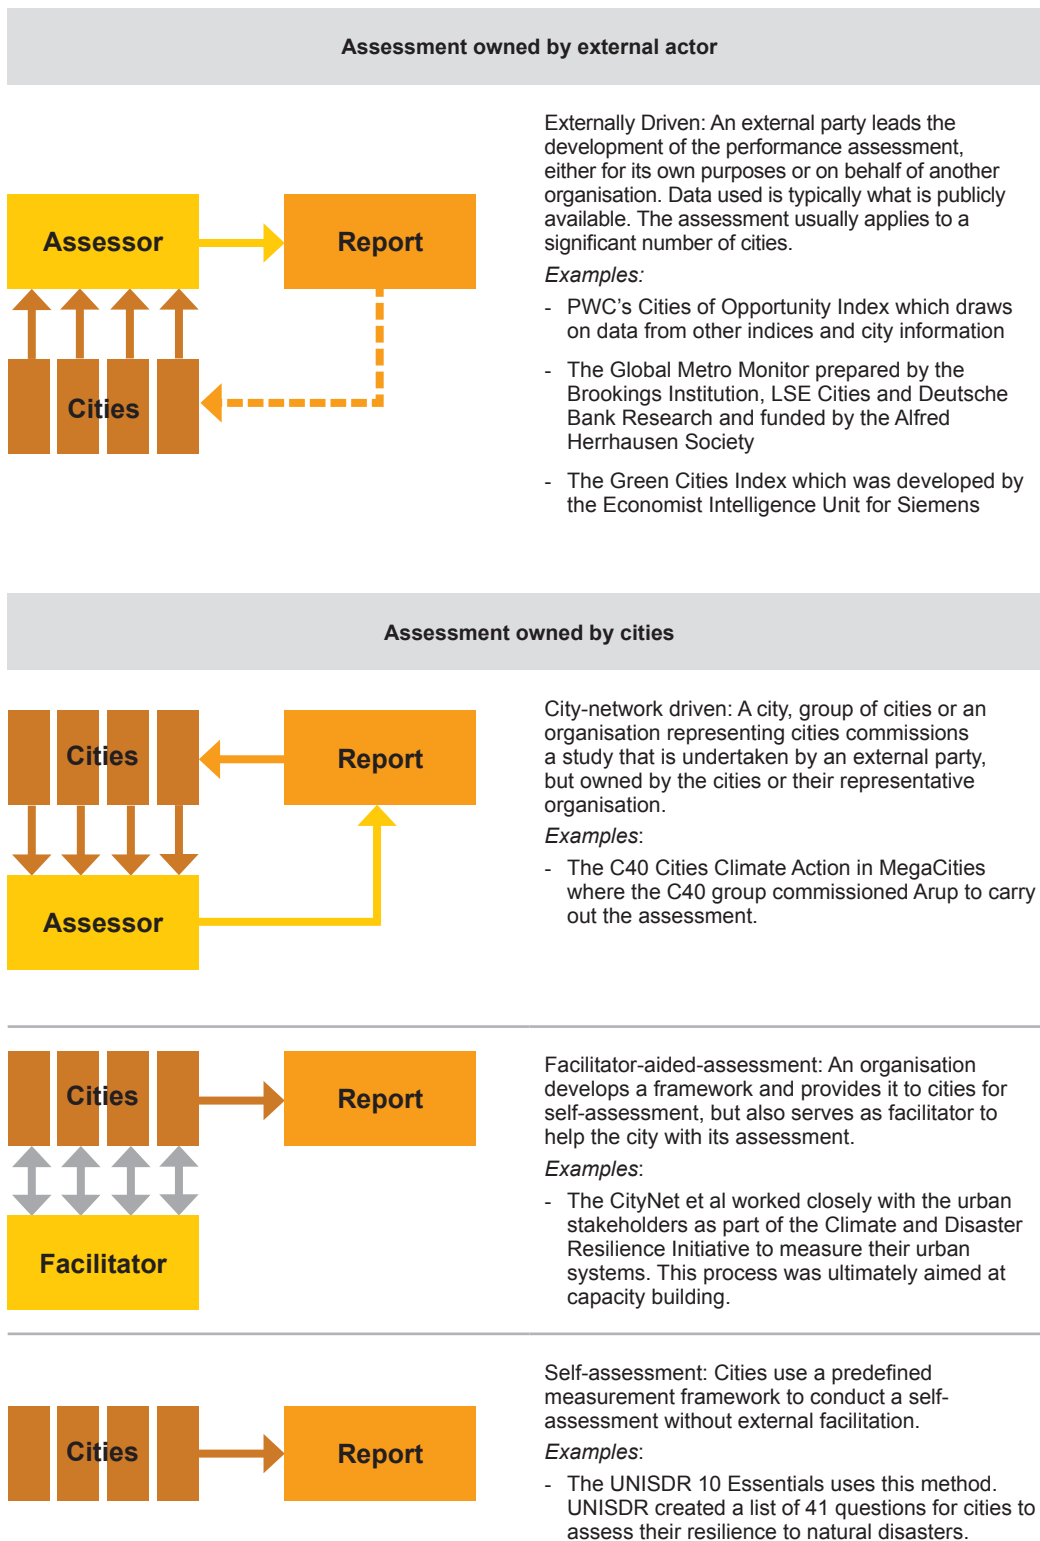 Assessment owned by external actor
Assessor
Report
Cities
Externally Driven: An external party leads the
development of the performance assessment,
either for its own purposes or on behalf of another
organisation. Data used is typically what is publicly
available. The assessment usually applies to a
significant number of cities.
Examples:
- PWC's Cities of Opportunity Index which draws
on data from other indices and city information
- The Global Metro Monitor prepared by the
Brookings Institution, LSE Cities and Deutsche
Bank Research and funded by the Alfred
Herrhausen Society
- The Green Cities Index which was developed by
the Economist Intelligence Unit for Siemens
Assessment owned by cities
Cities
Report
Assessor
City-network driven: A city, group of cities or an
organisation representing cities commissions
a study that is undertaken by an external party,
but owned by the cities or their representative
organisation.
Examples:
- The C40 Cities Climate Action in MegaCities
where the C40 group commissioned Arup to carry
out the assessment.
Cities
Report
Facilitator
Facilitator-aided-assessment: An organisation
develops a framework and provides it to cities for
self-assessment, but also serves as facilitator to
help the city with its assessment.
Examples:
- The CityNet et al worked closely with the urban
stakeholders as part of the Climate and Disaster
Resilience Initiative to measure their urban
systems. This process was ultimately aimed at
capacity building.
Cities
Report
Self-assessment: Cities use a predefined
measurement framework to conduct a self-
assessment without external facilitation.
Examples:
- The UNISDR 10 Essentials uses this method.
UNISDR created a list of 41 questions for cities to
assess their resilience to natural disasters.